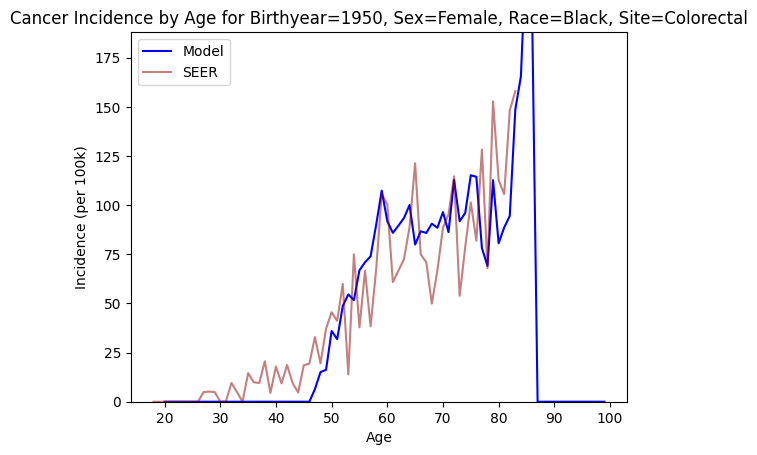 Cancer Incidence by Age for Birthyear=1950, Sex=Female, Race=Black, Site=Colorectal
Model
SEER
175
150
125
100
75
50
25
0
Incidence (per 100k)
20 30 40 50 60 70 80 90 100
Age